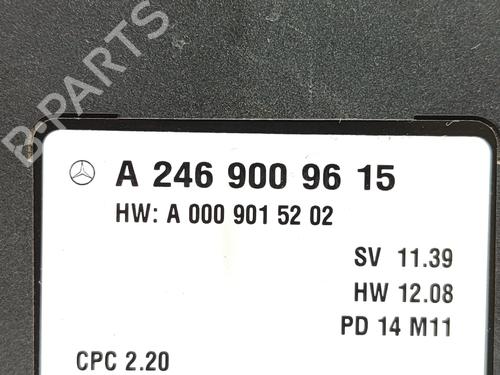 B-PARTS
A 246 900 96 15
HW: A 000 901 52 02
SV 11.39
HW 12.08
PD 14 M11
CPC 2.20